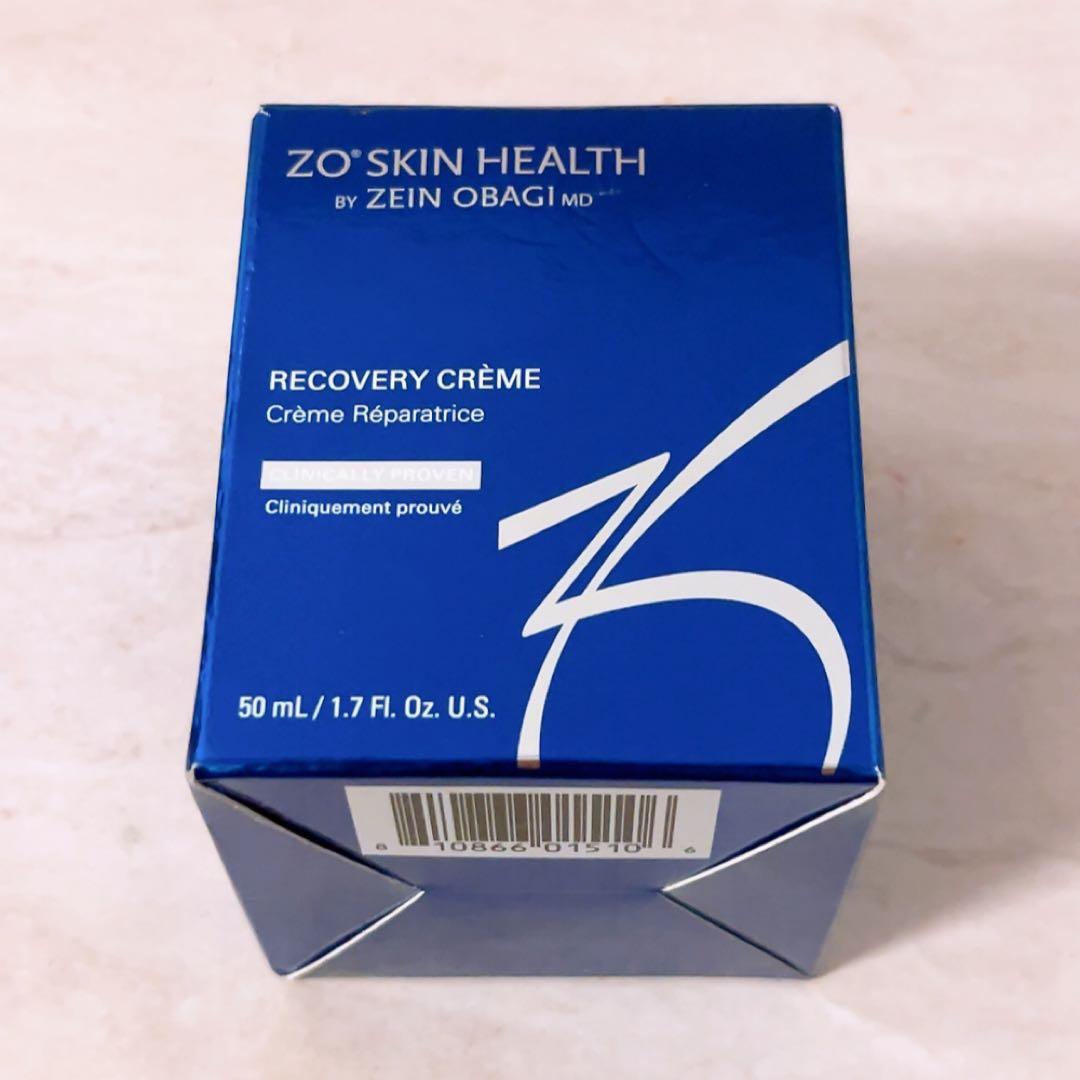 ZO® SKIN HEALTH
BY ZEIN OBAGI MD
RECOVERY CRÈME
Crème Réparatrice
CLINICALLY PROVEN
Cliniquement prouvé
50 mL / 1.7 Fl. Oz. U.S.
8 10866 01510 6